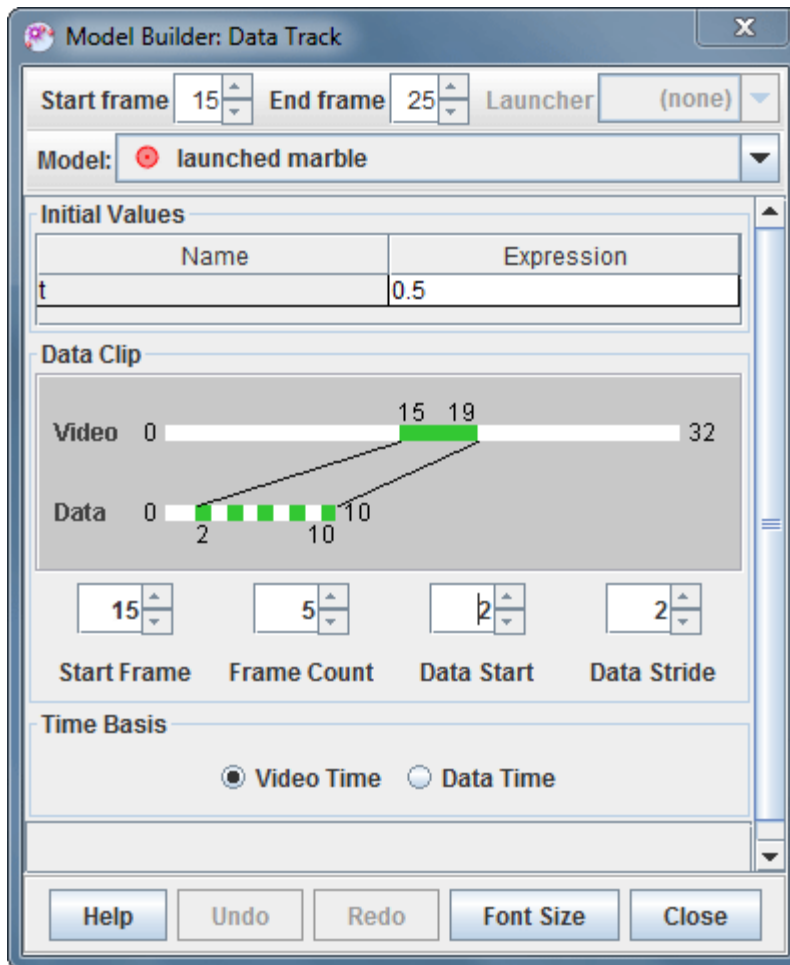 Model Builder: Data Track
Start frame 15 End frame 25 Launcher (none)
Model: launched marble
Initial Values
Name Expression
t 0.5
Data Clip
15 19
Video 0 32
Data 0 10
2 10
15 5 2 2
Start Frame Frame Count Data Start Data Stride
Time Basis
Video Time Data Time
Help Undo Redo Font Size Close